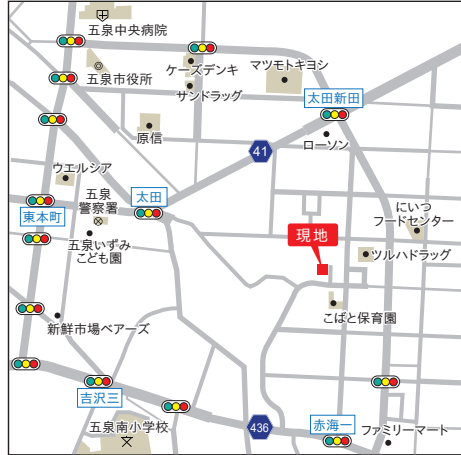 五泉中央病院
ケーズデンキ
マツモトキヨシ
五泉市役所
サンドラッグ
太田新田
原信
ローソン
41
ウエルシア
五泉
警察署
太田
東本町
にいつ
フードセンター
現地
五泉いずみ
こども園
ツルハドラッグ
こばと保育園
新鮮市場ベアーズ
吉沢三
五泉南小学校
436
赤海一
ファミリーマート